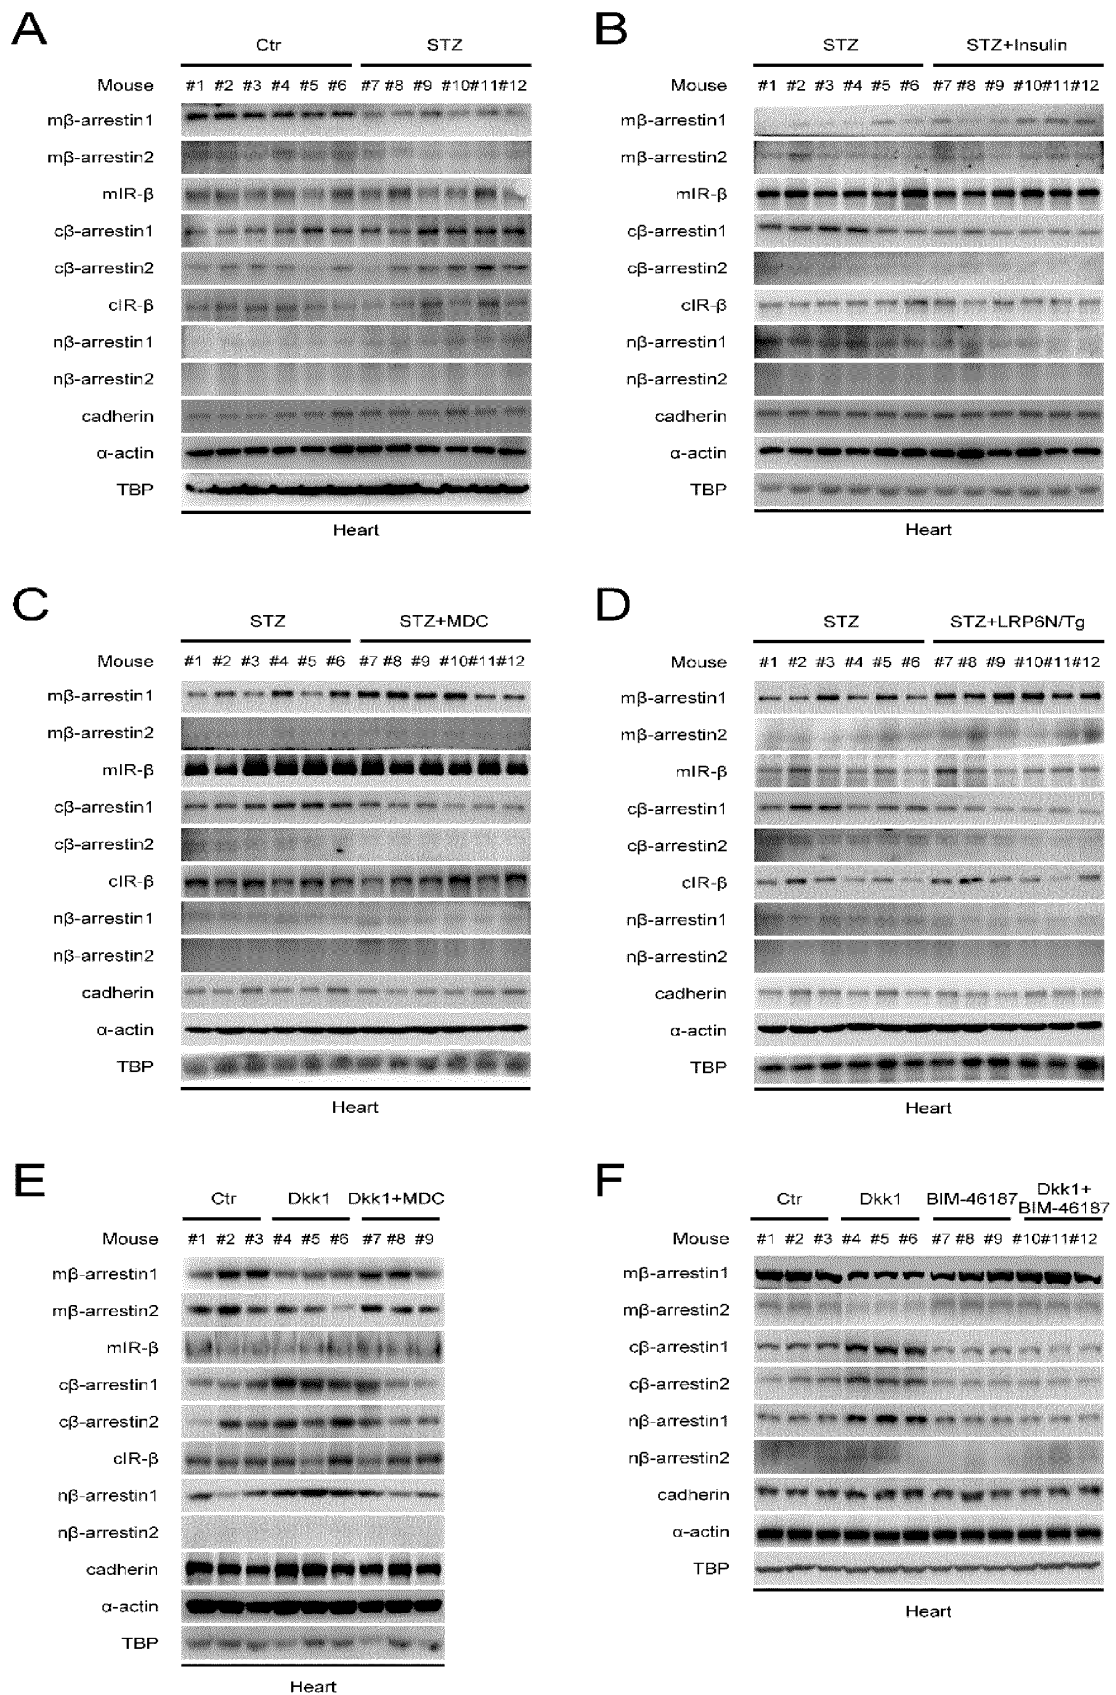 A
Ctr STZ
Mouse #1 #2 #3 #4 #5 #6 #7 #8 #9 #10 #11 #12
mβ-arrestin1
mβ-arrestin2
mIR-β
cβ-arrestin1
cβ-arrestin2
cIR-β
nβ-arrestin1
nβ-arrestin2
cadherin
α-actin
TBP
Heart
B
STZ STZ+Insulin
Mouse #1 #2 #3 #4 #5 #6 #7 #8 #9 #10 #11 #12
mβ-arrestin1
mβ-arrestin2
mIR-β
cβ-arrestin1
cβ-arrestin2
cIR-β
nβ-arrestin1
nβ-arrestin2
cadherin
α-actin
TBP
Heart
C
STZ STZ+MDC
Mouse #1 #2 #3 #4 #5 #6 #7 #8 #9 #10 #11 #12
mβ-arrestin1
mβ-arrestin2
mIR-β
cβ-arrestin1
cβ-arrestin2
cIR-β
nβ-arrestin1
nβ-arrestin2
cadherin
α-actin
TBP
Heart
D
STZ STZ+LRP6N/Tg
Mouse #1 #2 #3 #4 #5 #6 #7 #8 #9 #10 #11 #12
mβ-arrestin1
mβ-arrestin2
mIR-β
cβ-arrestin1
cβ-arrestin2
cIR-β
nβ-arrestin1
nβ-arrestin2
cadherin
α-actin
TBP
Heart
E
Ctr Dkk1 Dkk1+MDC
Mouse #1 #2 #3 #4 #5 #6 #7 #8 #9
mβ-arrestin1
mβ-arrestin2
mIR-β
cβ-arrestin1
cβ-arrestin2
cIR-β
nβ-arrestin1
nβ-arrestin2
cadherin
α-actin
TBP
Heart
F
Ctr Dkk1 BIM-46187 Dkk1+
BIM-46187
Mouse #1 #2 #3 #4 #5 #6 #7 #8 #9 #10 #11 #12
mβ-arrestin1
mβ-arrestin2
cβ-arrestin1
cβ-arrestin2
nβ-arrestin1
nβ-arrestin2
cadherin
α-actin
TBP
Heart